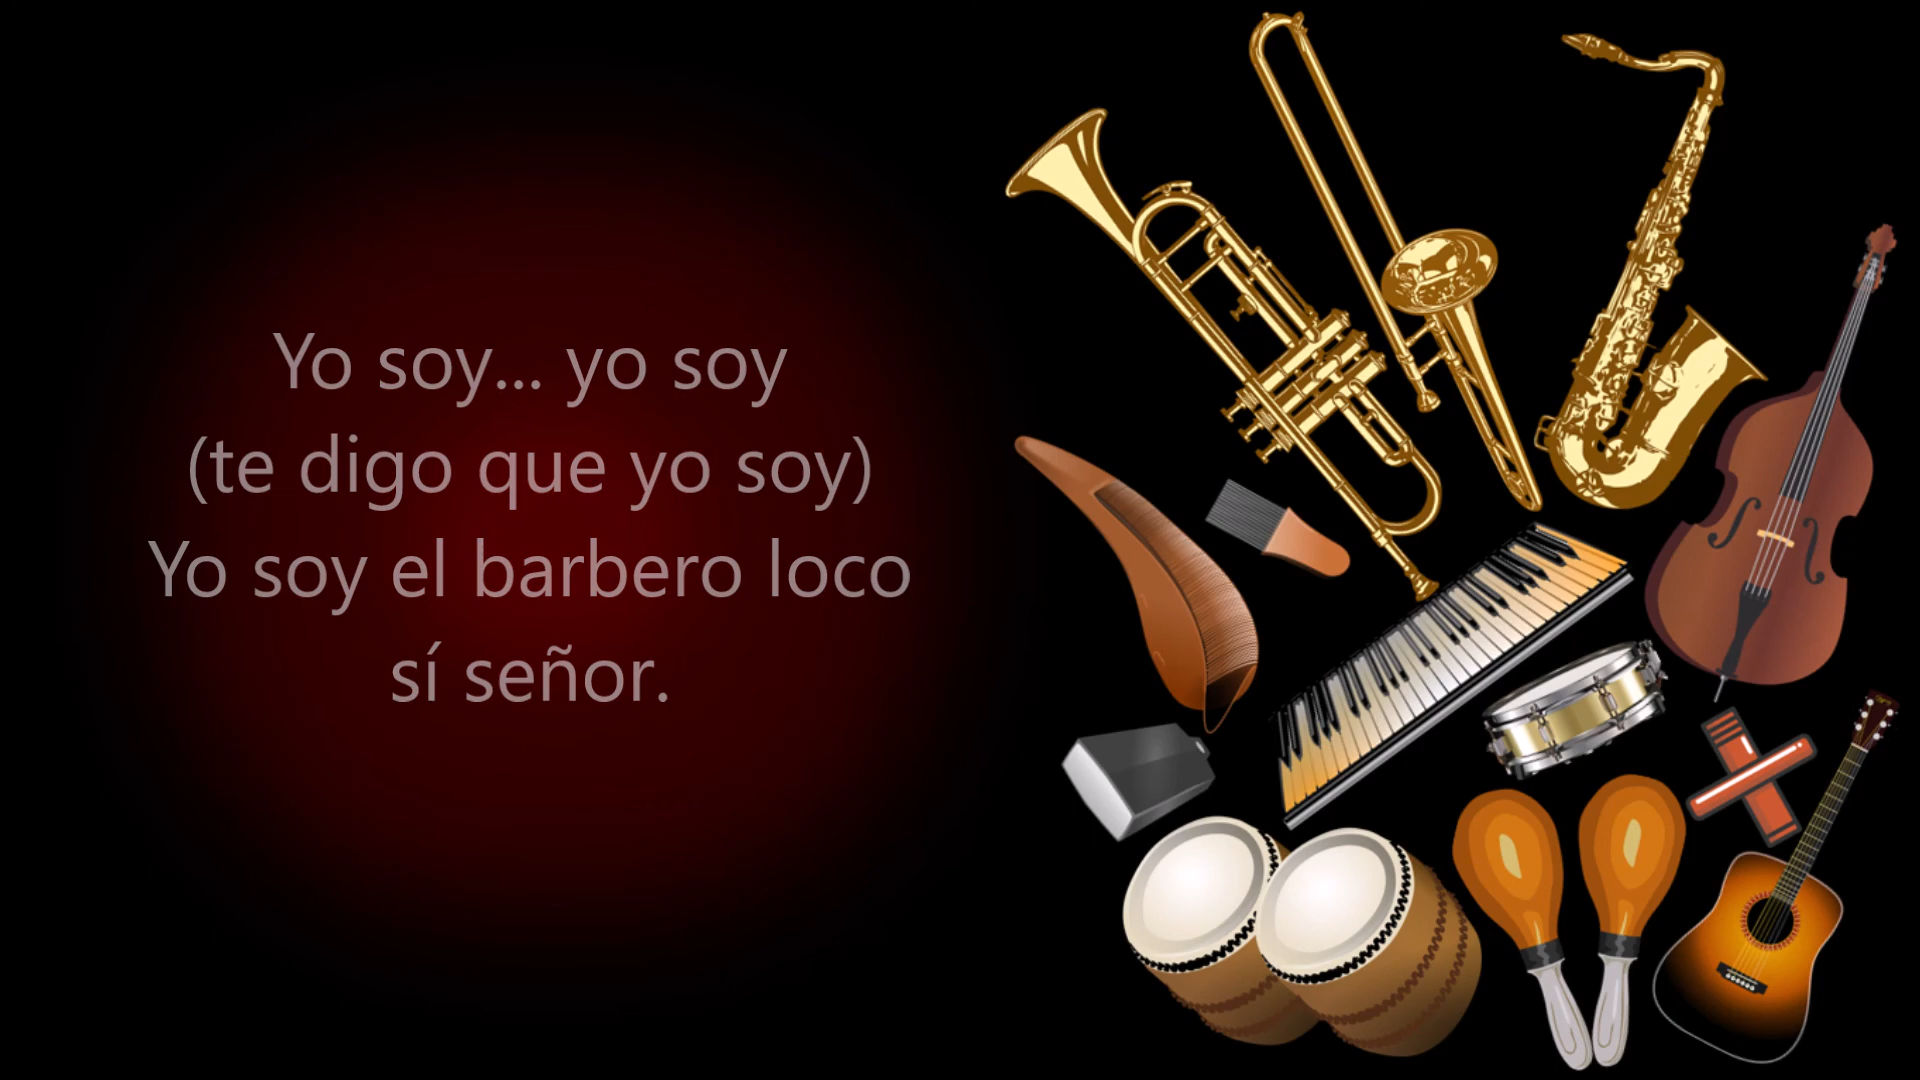 Yo soy... yo soy
(te digo que yo soy)
Yo soy el barbero loco
sí señor.